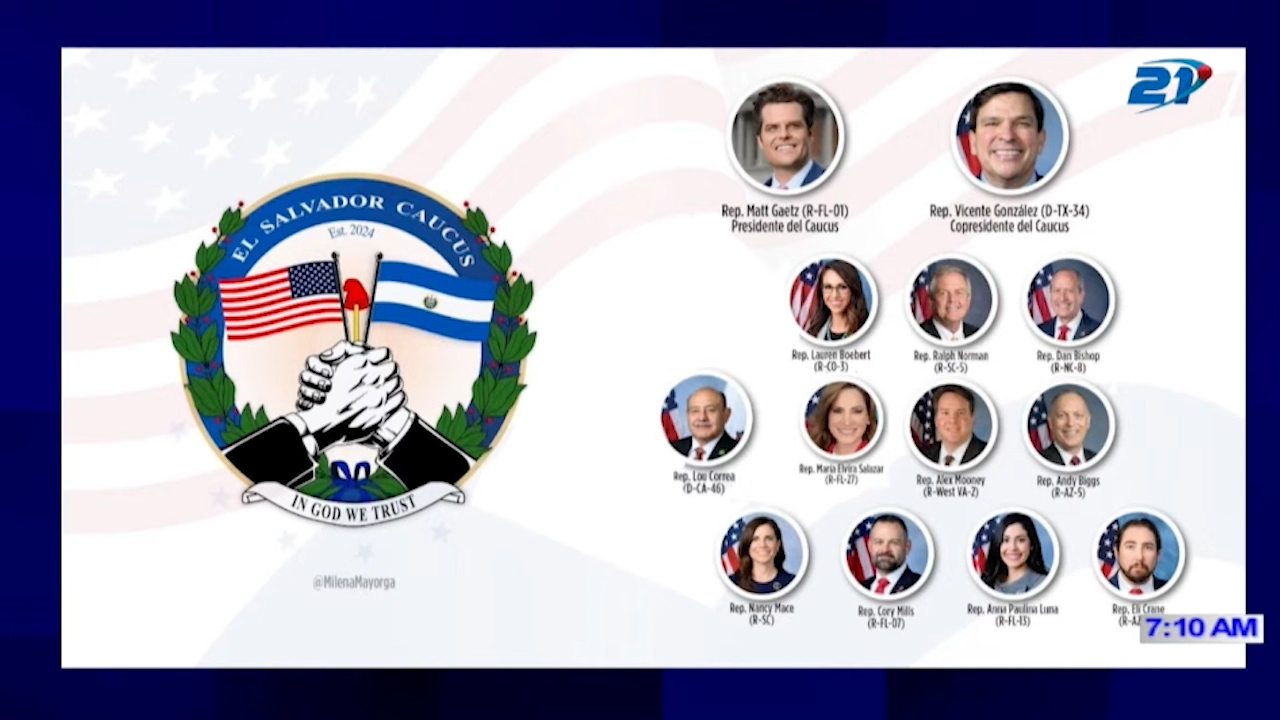 21
EL SALVADOR CAUCUS
Est. 2024
IN GOD WE TRUST
@MilenaMayorga
Rep. Matt Gaetz (R-FL-01)
Presidente del Caucus
Rep. Vicente González (D-TX-34)
Copresidente del Caucus
Rep. Lauren Boebert
(R-CO-3)
Rep. Ralph Norman
(R-SC-5)
Rep. Dan Bishop
(R-NC-8)
Rep. Lou Correa
(D-CA-46)
Rep. María Elvira Salazar
(R-FL-27)
Rep. Alex Mooney
(R-West VA-2)
Rep. Andy Biggs
(R-AZ-5)
Rep. Nancy Mace
(R-SC)
Rep. Cory Mills
(R-FL-07)
Rep. Anna Paulina Luna
(R-FL-13)
Rep. Eli Crane
7:10 AM